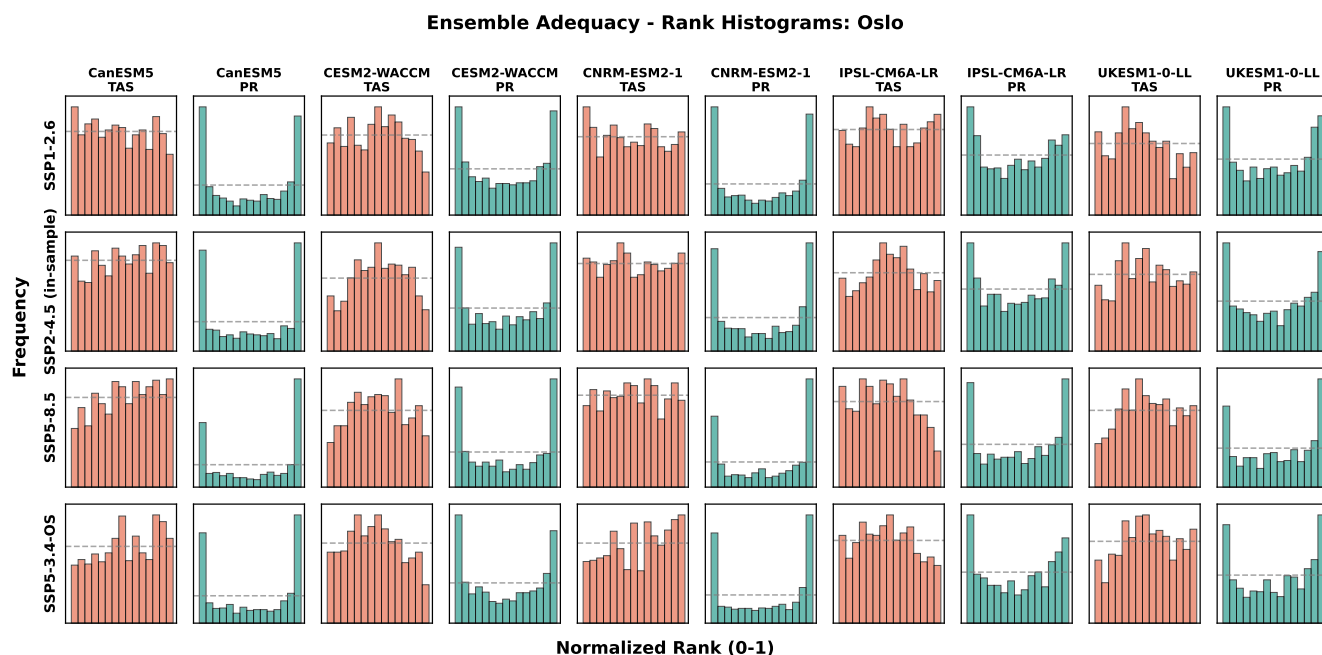 Ensemble Adequacy - Rank Histograms: Oslo
CanESM5
TAS
CanESM5
PR
CESM2-WACCM
TAS
CESM2-WACCM
PR
CNRM-ESM2-1
TAS
CNRM-ESM2-1
PR
IPSL-CM6A-LR
TAS
IPSL-CM6A-LR
PR
UKESM1-0-LL
TAS
UKESM1-0-LL
PR
SSP1-2.6
SSP2-4.5 (in-sample)
SSP5-8.5
SSP5-3.4-OS
Frequency
Normalized Rank (0-1)